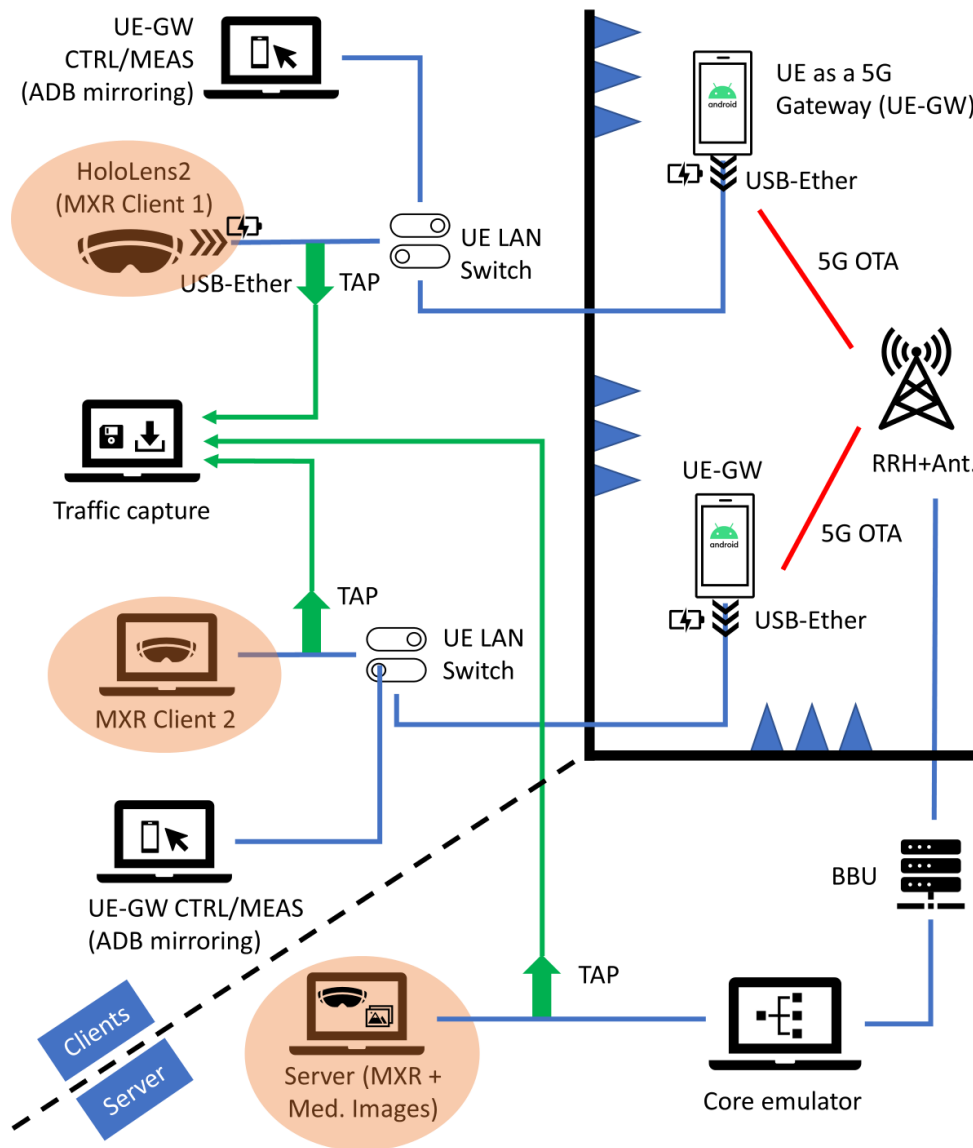 UE-GW
CTRL/MEAS
(ADB mirroring)
android
UE as a 5G
Gateway (UE-GW)
USB-Ether
HoloLens2
(MXR Client 1)
USB-Ether
TAP
UE LAN
Switch
5G OTA
RRH+Ant.
Traffic capture
UE-GW
android
5G OTA
USB-Ether
TAP
UE LAN
Switch
MXR Client 2
UE-GW CTRL/MEAS
(ADB mirroring)
BBU
TAP
Clients
Server
Server (MXR +
Med. Images)
Core emulator